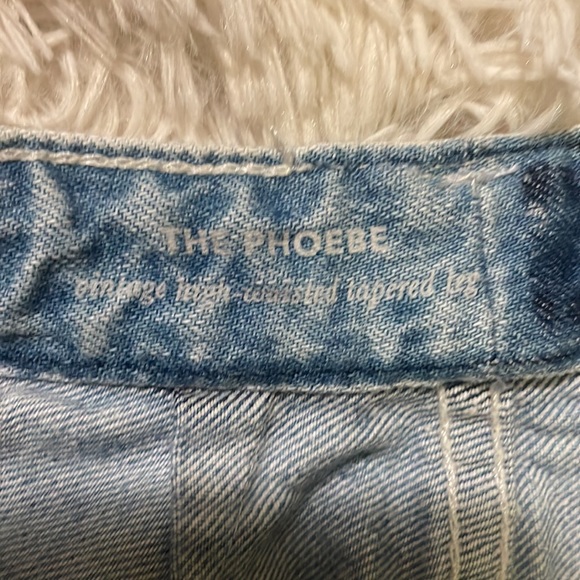 THE PHOEBE
vintage high-waisted tapered leg